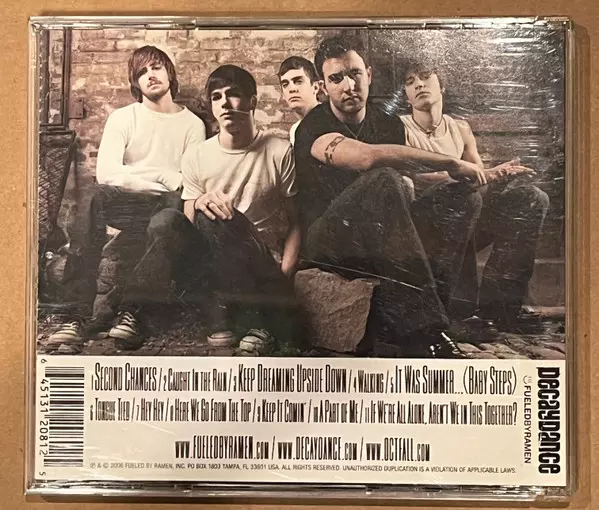 1 Second Chances / 2 Caught In the Rain / 3 Keep Dreaming Upside Down / 4 Walking / 5 It Was Summer...(Baby Steps)
6 Tongue Tied / 7 Hey Hey / 8 Here We Go From The Top / 9 Keep It Comin' / 10 A Part Of Me / 11 If We're All Alone, Aren't We in This Together?
www.fueledbyramen.com / www.decaydance.com / www.octfall.com
℗ & © 2006 FUELED BY RAMEN, INC. PO BOX 1803 TAMPA, FL 33601 USA. ALL RIGHTS RESERVED. UNAUTHORIZED DUPLICATION IS A VIOLATION OF APPLICABLE LAWS.
6 45131 20812 5
DECAYDANCE
FUELEDBYRAMEN